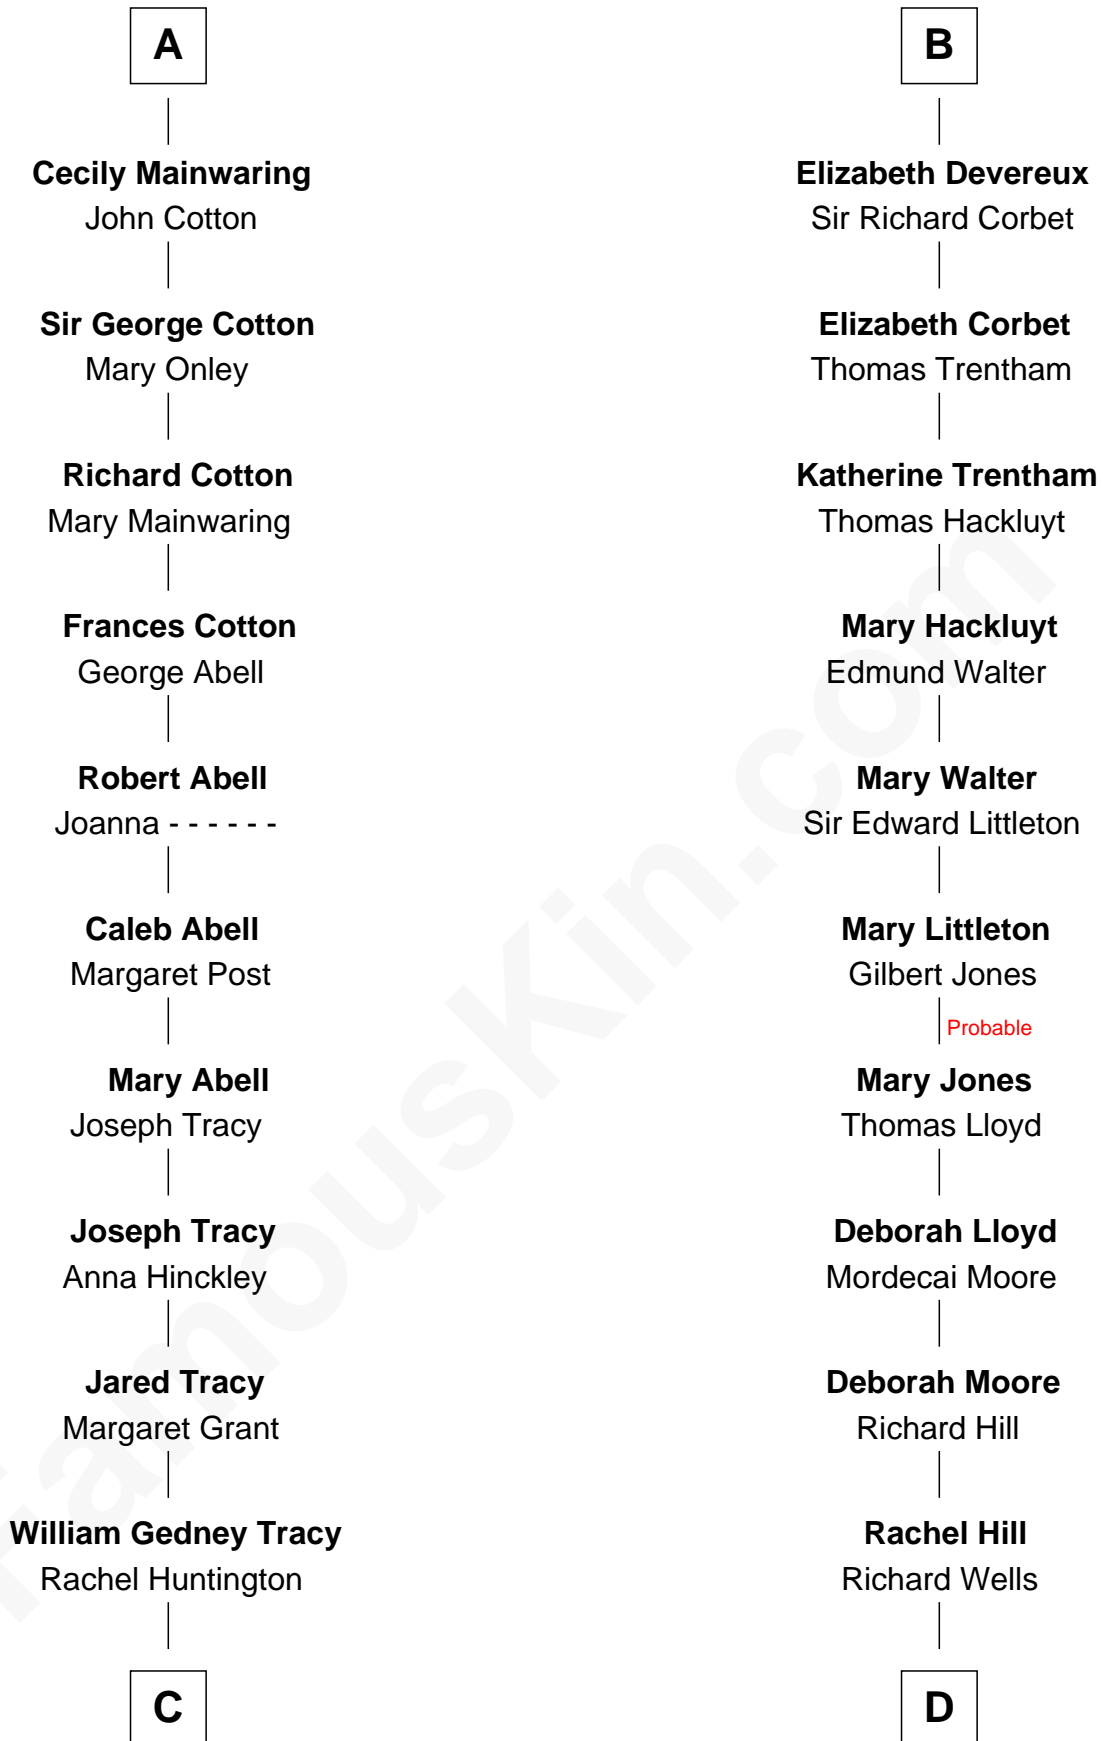 A
Cecily Mainwaring
John Cotton
Sir George Cotton
Mary Onley
Richard Cotton
Mary Mainwaring
Frances Cotton
George Abell
Robert Abell
Joanna - - - - - -
Caleb Abell
Margaret Post
Mary Abell
Joseph Tracy
Joseph Tracy
Anna Hinckley
Jared Tracy
Margaret Grant
William Gedney Tracy
Rachel Huntington
C
B
Elizabeth Devereux
Sir Richard Corbet
Elizabeth Corbet
Thomas Trentham
Katherine Trentham
Thomas Hackluyt
Mary Hackluyt
Edmund Walter
Mary Walter
Sir Edward Littleton
Mary Littleton
Gilbert Jones
Probable
Mary Jones
Thomas Lloyd
Deborah Lloyd
Mordecai Moore
Deborah Moore
Richard Hill
Rachel Hill
Richard Wells
D
FamousKin.com